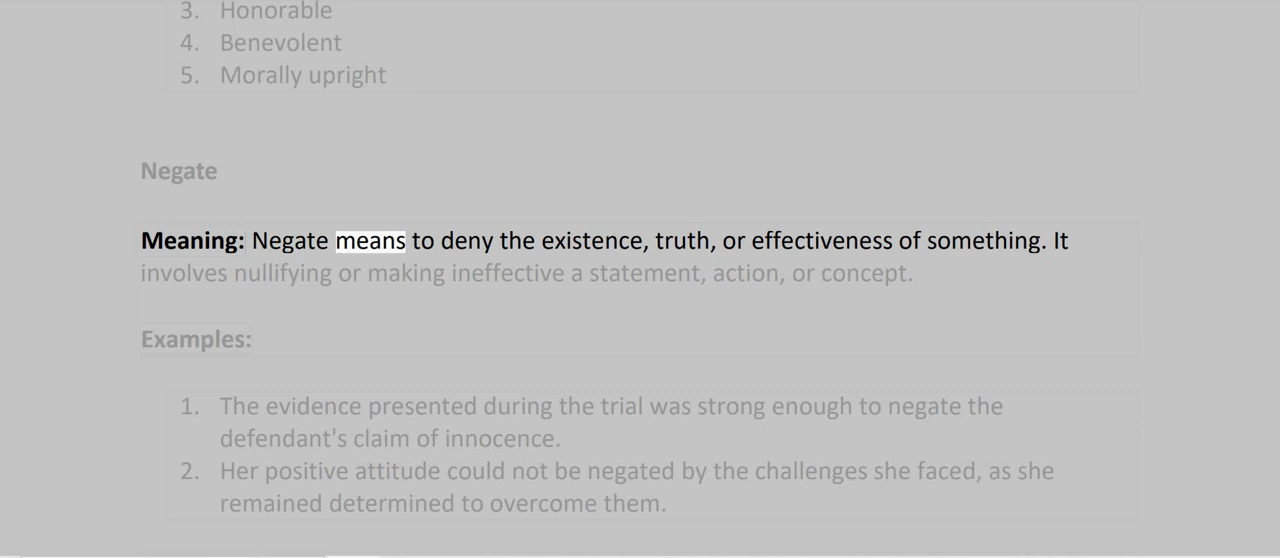 3. Honorable
4. Benevolent
5. Morally upright
Negate
Meaning: Negate means to deny the existence, truth, or effectiveness of something. It
involves nullifying or making ineffective a statement, action, or concept.
Examples:
1. The evidence presented during the trial was strong enough to negate the
defendant's claim of innocence.
2. Her positive attitude could not be negated by the challenges she faced, as she
remained determined to overcome them.